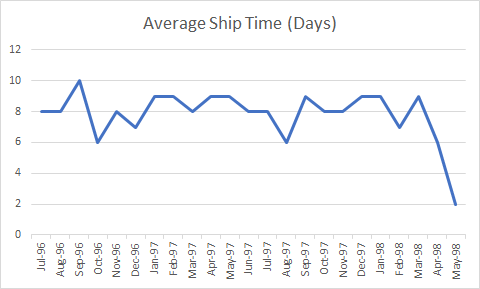 Average Ship Time (Days)
12
10
8
6
4
2
0
Jul-96
Aug-96
Sep-96
Oct-96
Nov-96
Dec-96
Jan-97
Feb-97
Mar-97
Apr-97
May-97
Jun-97
Jul-97
Aug-97
Sep-97
Oct-97
Nov-97
Dec-97
Jan-98
Feb-98
Mar-98
Apr-98
May-98